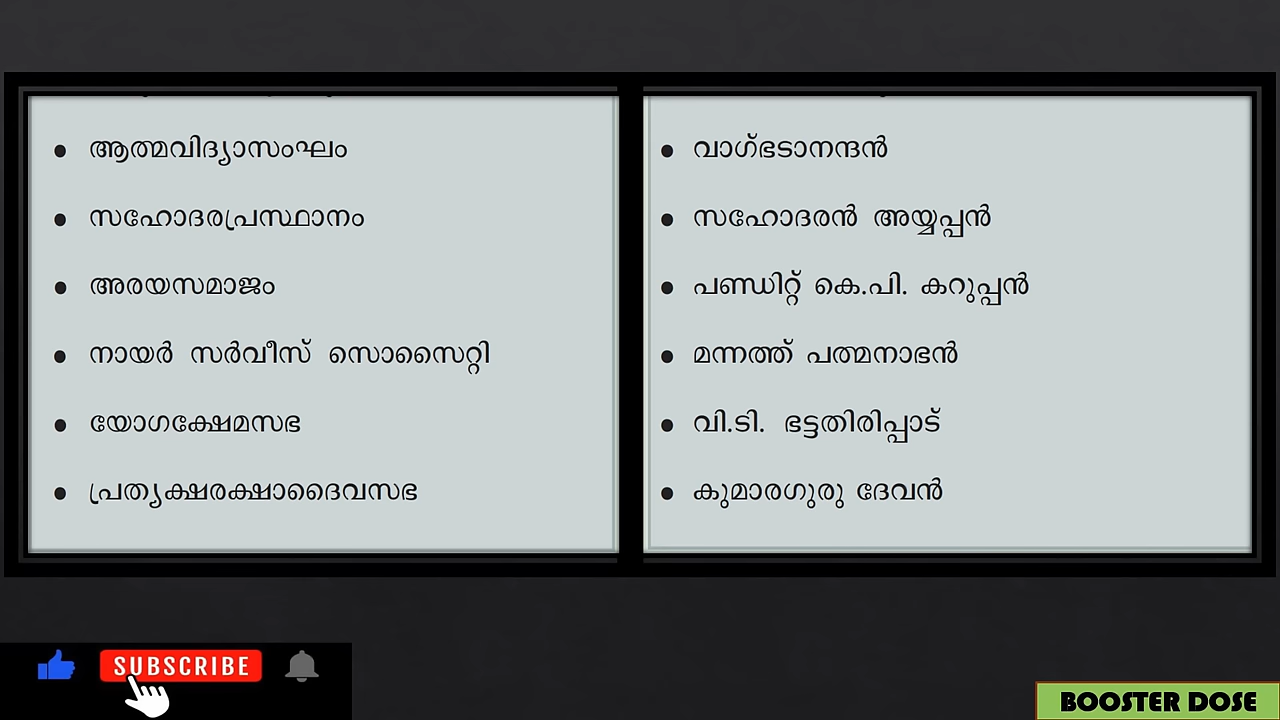 ആത്മവിദ്യാസംഘം
സഹോദരപ്രസ്ഥാനം
അരയസമാജം
നായർ സർവീസ് സൊസൈറ്റി
യോഗക്ഷേമസഭ
പ്രത്യക്ഷരക്ഷാദൈവസഭ
വാഗ്ഭടാനന്ദൻ
സഹോദരൻ അയ്യപ്പൻ
പണ്ഡിറ്റ് കെ.പി. കറുപ്പൻ
മന്നത്ത് പത്മനാഭൻ
വി.ടി. ഭട്ടതിരിപ്പാട്
കുമാരഗുരു ദേവൻ
SUBSCRIBE
BOOSTER DOSE